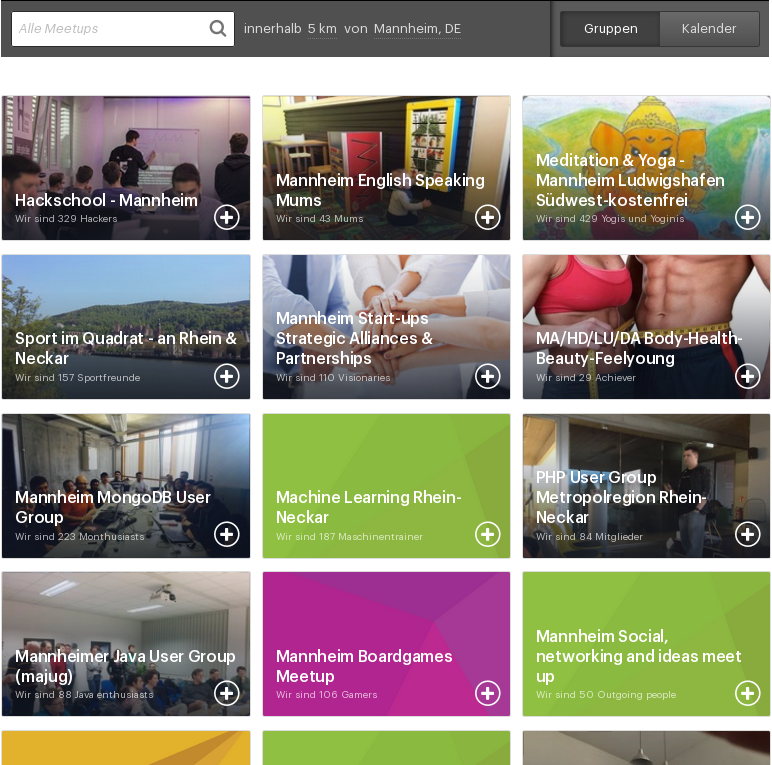 Alle Meetups innerhalb 5 km von Mannheim, DE Gruppen Kalender
Hackschool - Mannheim
Wir sind 329 Hackers
Mannheim English Speaking
Mums
Wir sind 43 Mums
Meditation & Yoga -
Mannheim Ludwigshafen
Südwest-kostenfrei
Wir sind 429 Yogis und Yoginis
Sport im Quadrat - an Rhein &
Neckar
Wir sind 157 Sportfreunde
Mannheim Start-ups
Strategic Alliances &
Partnerships
Wir sind 110 Visionaries
MA/HD/LU/DA Body-Health-
Beauty-Feelyoung
Wir sind 29 Achiever
Mannheim MongoDB User
Group
Wir sind 223 Monthusiasts
Machine Learning Rhein-
Neckar
Wir sind 187 Maschinentrainer
PHP User Group
Metropolregion Rhein-
Neckar
Wir sind 84 Mitglieder
Mannheimer Java User Group
(majug)
Wir sind 88 Java enthusiasts
Mannheim Boardgames
Meetup
Wir sind 106 Gamers
Mannheim Social,
networking and ideas meet
up
Wir sind 50 Outgoing people